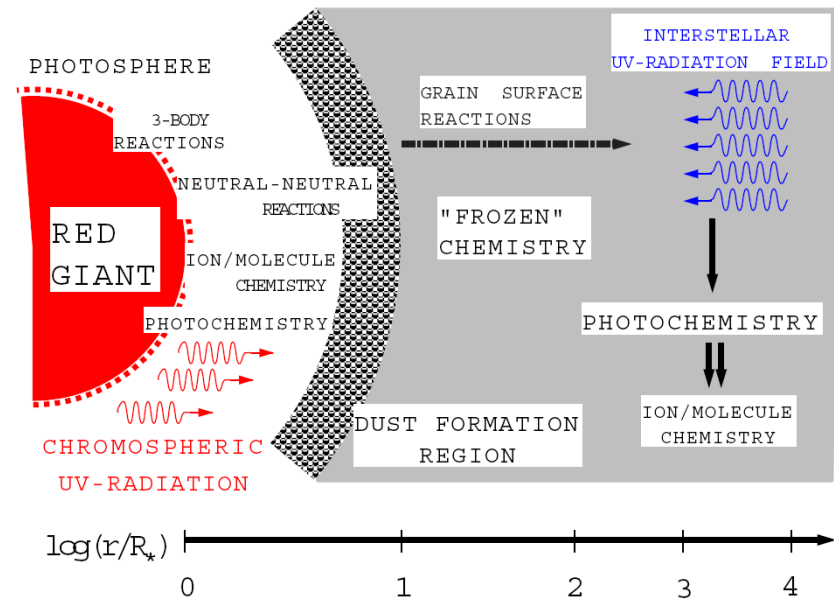 PHOTOSPHERE
3-BODY
REACTIONS
NEUTRAL-NEUTRAL
REACTIONS
RED
GIANT
ION/MOLECULE
CHEMISTRY
PHOTOCHEMISTRY
CHROMOSPHERIC
UV-RADIATION
GRAIN SURFACE
REACTIONS
"FROZEN"
CHEMISTRY
DUST FORMATION
REGION
INTERSTELLAR
UV-RADIATION FIELD
PHOTOCHEMISTRY
ION/MOLECULE
CHEMISTRY
log(r/R*)
0 1 2 3 4